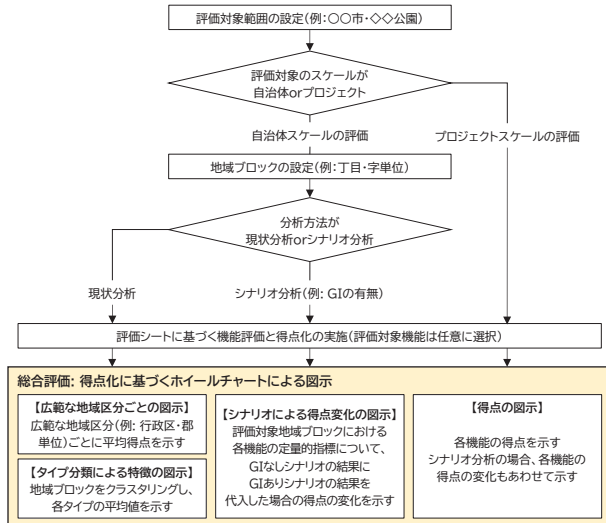 評価対象範囲の設定(例:〇〇市・◇◇公園)
評価対象のスケールが
自治体orプロジェクト
自治体スケールの評価
プロジェクトスケールの評価
地域ブロックの設定(例:丁目・字単位)
分析方法が
現状分析orシナリオ分析
現状分析
シナリオ分析(例: GIの有無)
評価シートに基づく機能評価と得点化の実施(評価対象機能は任意に選択)
総合評価: 得点化に基づくホイールチャートによる図示
【広範な地域区分ごとの図示】
広範な地域区分(例: 行政区・郡
単位)ごとに平均得点を示す
【タイプ分類による特徴の図示】
地域ブロックをクラスタリングし、
各タイプの平均値を示す
【シナリオによる得点変化の図示】
評価対象地域ブロックにおける
各機能の定量的指標について、
GIなしシナリオの結果に
GIありシナリオの結果を
代入した場合の得点の変化を示す
【得点の図示】
各機能の得点を示す
シナリオ分析の場合、各機能の
得点の変化もあわせて示す